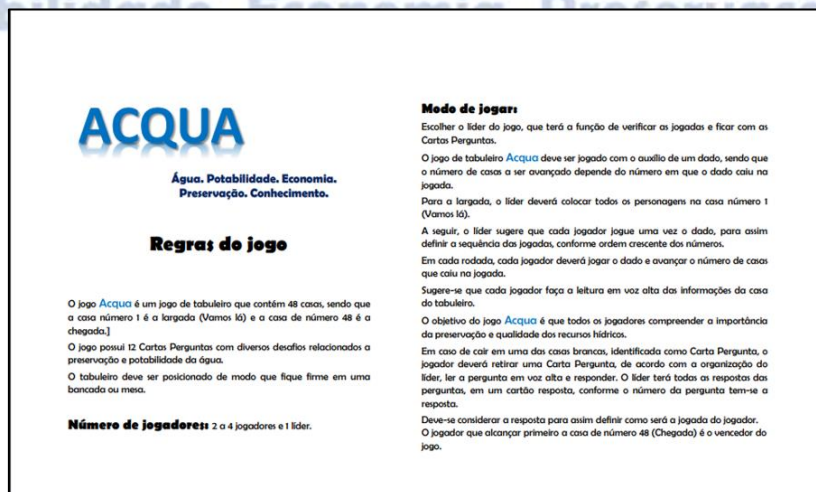 ACQUA
Água. Potabilidade. Economia.
Preservação. Conhecimento.
Regras do jogo
O jogo Acqua é um jogo de tabuleiro que contém 48 casas, sendo que
a casa número 1 é a largada (Vamos lá) e a casa de número 48 é a
chegada.]
O jogo possui 12 Cartas Perguntas com diversos desafios relacionados a
preservação e potabilidade da água.
O tabuleiro deve ser posicionado de modo que fique firme em uma
bancada ou mesa.
Número de jogadores: 2 a 4 jogadores e 1 líder.
Modo de jogar:
Escolher o líder do jogo, que terá a função de verificar as jogadas e ficar com as
Cartas Perguntas.
O jogo de tabuleiro Acqua deve ser jogado com o auxílio de um dado, sendo que
o número de casas a ser avançado depende do número em que o dado caiu na
jogada.
Para a largada, o líder deverá colocar todos os personagens na casa número 1
(Vamos lá).
A seguir, o líder sugere que cada jogador jogue uma vez o dado, para assim
definir a sequência das jogadas, conforme ordem crescente dos números.
Em cada rodada, cada jogador deverá jogar o dado e avançar o número de casas
que caiu na jogada.
Sugere-se que cada jogador faça a leitura em voz alta das informações da casa
do tabuleiro.
O objetivo do jogo Acqua é que todos os jogadores compreender a importância
da preservação e qualidade dos recursos hídricos.
Em caso de cair em uma das casas brancas, identificada como Carta Pergunta, o
jogador deverá retirar uma Carta Pergunta, de acordo com a organização do
líder, ler a pergunta em voz alta e responder. O líder terá todas as respostas das
perguntas, em um cartão resposta, conforme o número da pergunta tem-se a
resposta.
Deve-se considerar a resposta para assim definir como será a jogada do jogador.
O jogador que alcançar primeiro a casa de número 48 (Chegada) é o vencedor do
jogo.